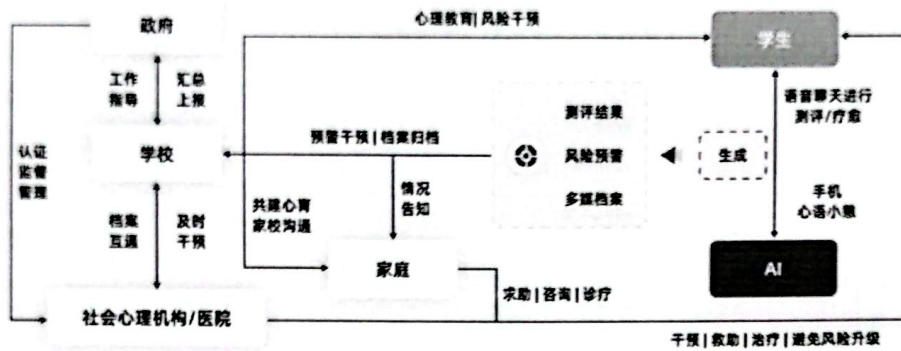 心理教育|风险干预
政府
学生
工作
指导
汇总
上报
语音聊天进行
测评/疗愈
测评结果
预警干预|档案归档
认证
监督
管理
学校
风险预警
生成
情况
告知
多媒档案
手机
心语小慧
档案
互通
及时
干预
共建心育
家校沟通
家庭
AI
求助|咨询|诊疗
社会心理机构/医院
干预|救助|治疗|避免风险升级